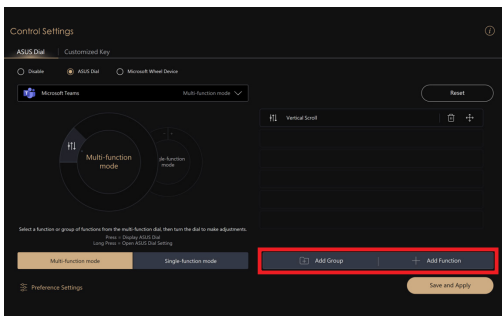 Control Settings
ASUS Dial
Customized Key
Disable
ASUS Dial
Microsoft Wheel Device
Microsoft Teams
Multi-function mode
Reset
Vertical Scroll
Multi-function
mode
de-function
mode
Select a function or group of functions from the multi-function dial, then turn the dial to make adjustments.
Press = Display ASUS Dial
Long Press = Open ASUS Dial Setting
Multi-function mode
Single-function mode
Add Group
Add Function
Preference Settings
Save and Apply